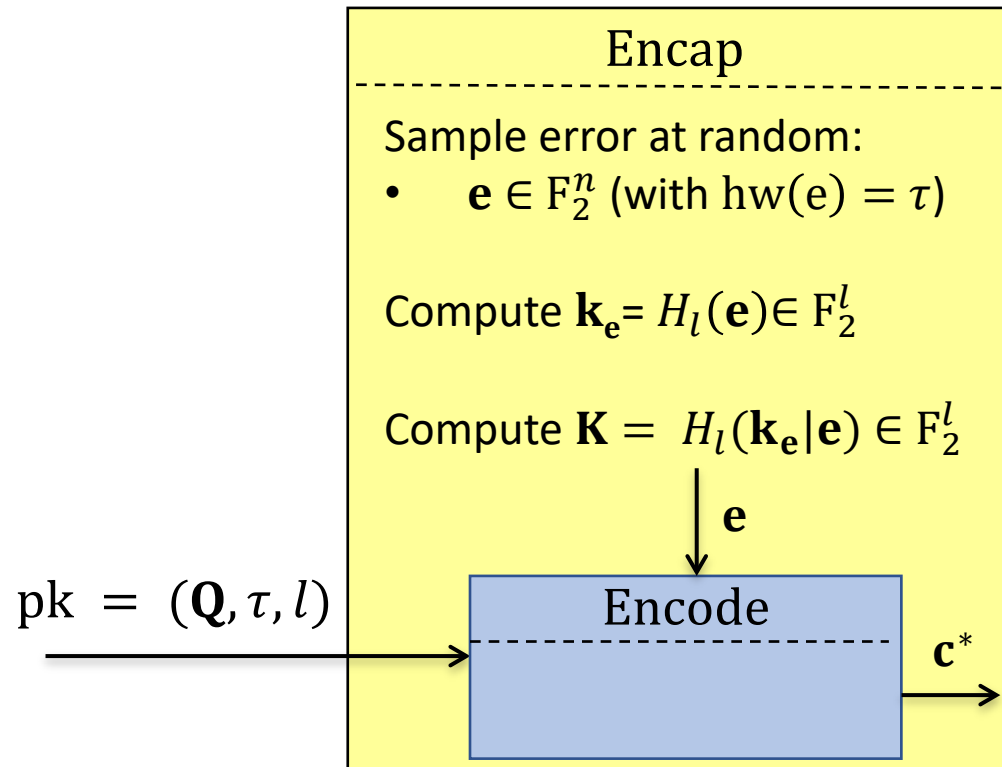 Encap
Sample error at random:
• 𝐞 ∈ F₂ⁿ (with hw(e) = 𝜏)
Compute 𝐤ₑ= 𝐻ₗ(𝐞)∈ F₂ˡ
Compute 𝐊 = 𝐻ₗ(𝐤ₑ|𝐞) ∈ F₂ˡ
𝐞
pk = (𝐐, 𝜏, 𝑙)
Encode
𝐜*